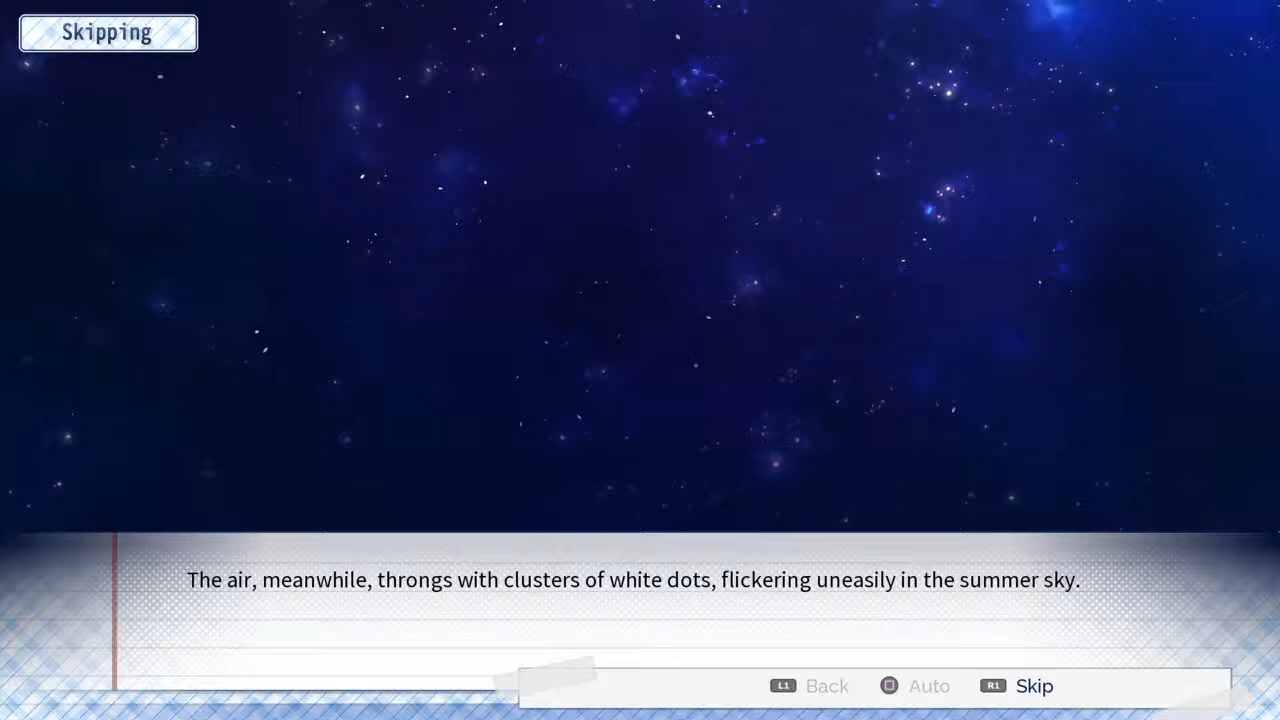 Skipping
The air, meanwhile, throngs with clusters of white dots, flickering uneasily in the summer sky.
L1 Back Auto R1 Skip